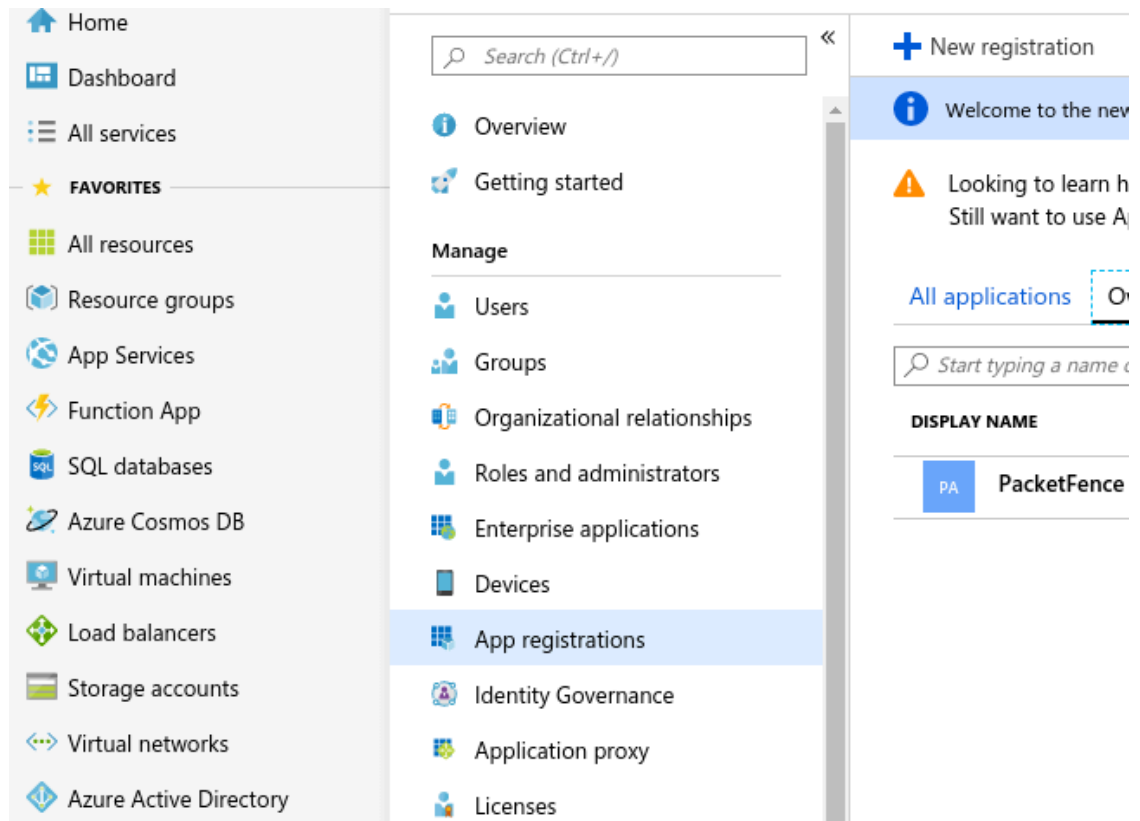 Home
Dashboard
All services
FAVORITES
All resources
Resource groups
App Services
Function App
SQL databases
Azure Cosmos DB
Virtual machines
Load balancers
Storage accounts
Virtual networks
Azure Active Directory
Search (Ctrl+/)
«
Overview
Getting started
Manage
Users
Groups
Organizational relationships
Roles and administrators
Enterprise applications
Devices
App registrations
Identity Governance
Application proxy
Licenses
New registration
Welcome to the new
Looking to learn h
Still want to use A
All applications
Start typing a name
DISPLAY NAME
PA PacketFence